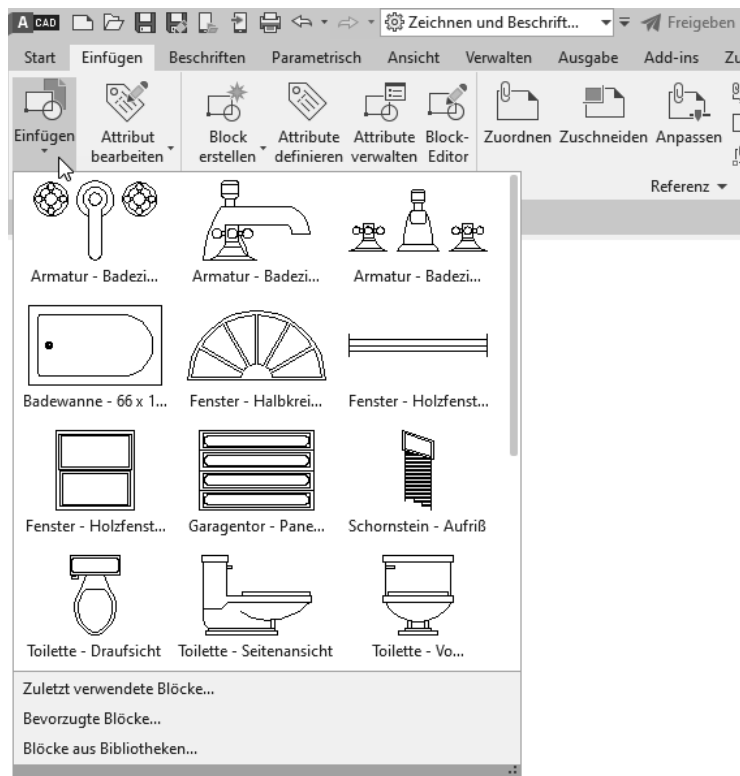 A CAD Zeichnen und Beschrift... Freigeben
Start Einfügen Beschriften Parametrisch Ansicht Verwalten Ausgabe Add-ins Zu
Einfügen Attribut Block Attribute Attribute Block- Zuordnen Zuschneiden Anpassen
bearbeiten erstellen definieren verwalten Editor
Referenz
Armatur - Badezi... Armatur - Badezi... Armatur - Badezi...
Badewanne - 66 x 1... Fenster - Halbkrei... Fenster - Holzfenst...
Fenster - Holzfenst... Garagentor - Pane... Schornstein - Aufriß
Toilette - Draufsicht Toilette - Seitenansicht Toilette - Vo...
Zuletzt verwendete Blöcke...
Bevorzugte Blöcke...
Blöcke aus Bibliotheken...